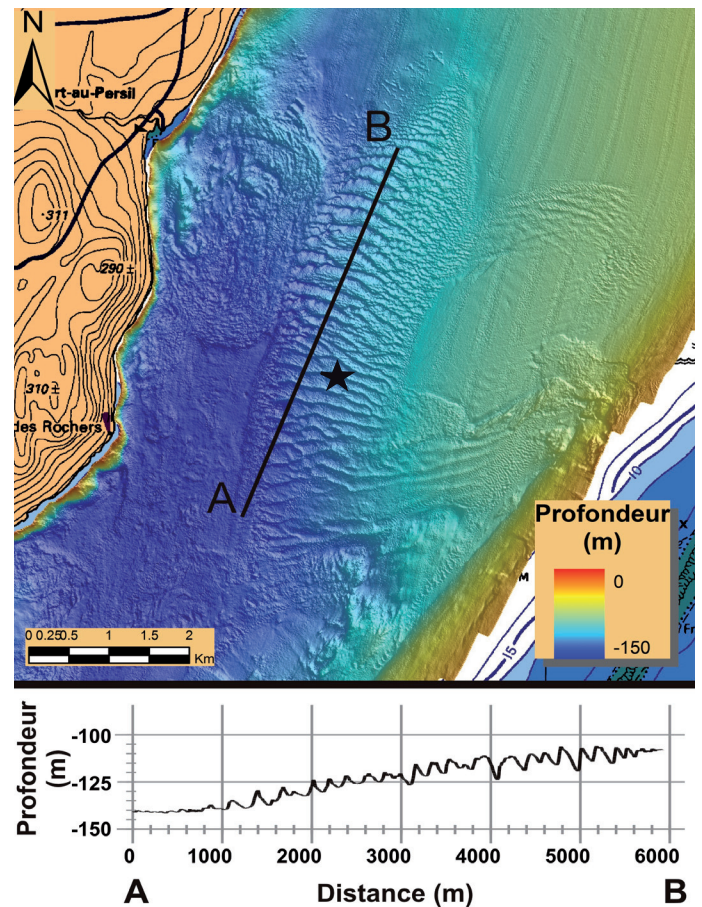 N
rt-au-Persil
B
311
290 ±
310 ±
des Rochers
A
10
15
M
X
Fr
Profondeur
(m)
0
-150
0 0.25 0.5 1 1.5 2
Km
Profondeur
(m)
-100
-125
-150
0 1000 2000 3000 4000 5000 6000
A Distance (m) B